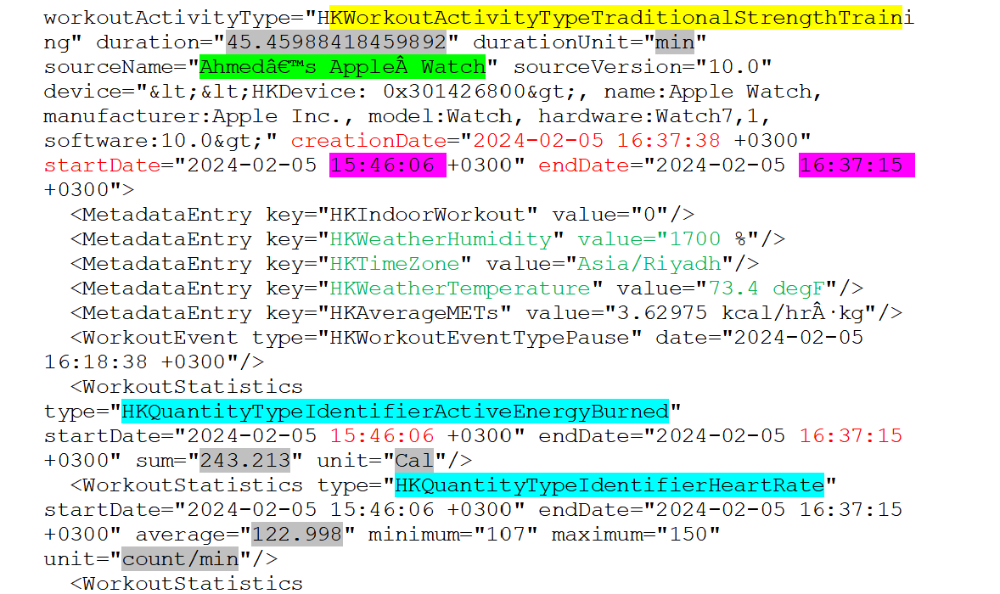 workoutActivityType="HKWorkoutActivityTypeTraditionalStrengthTraini
ng" duration="45.45988418459892" durationUnit="min"
sourceName="Ahmedâ€™s AppleÂ Watch" sourceVersion="10.0"
device="&lt;&lt;HKDevice: 0x301426800&gt;, name:Apple Watch,
manufacturer:Apple Inc., model:Watch, hardware:Watch7,1,
software:10.0&gt;" creationDate="2024-02-05 16:37:38 +0300"
startDate="2024-02-05 15:46:06 +0300" endDate="2024-02-05 16:37:15
+0300">
<MetadataEntry key="HKIndoorWorkout" value="0"/>
<MetadataEntry key="HKWeatherHumidity" value="1700 %"/>
<MetadataEntry key="HKTimeZone" value="Asia/Riyadh"/>
<MetadataEntry key="HKWeatherTemperature" value="73.4 degF"/>
<MetadataEntry key="HKAverageMETs" value="3.62975 kcal/hrÂ·kg"/>
<WorkoutEvent type="HKWorkoutEventTypePause" date="2024-02-05
16:18:38 +0300"/>
<WorkoutStatistics
type="HKQuantityTypeIdentifierActiveEnergyBurned"
startDate="2024-02-05 15:46:06 +0300" endDate="2024-02-05 16:37:15
+0300" sum="243.213" unit="Cal"/>
<WorkoutStatistics type="HKQuantityTypeIdentifierHeartRate"
startDate="2024-02-05 15:46:06 +0300" endDate="2024-02-05 16:37:15
+0300" average="122.998" minimum="107" maximum="150"
unit="count/min"/>
<WorkoutStatistics